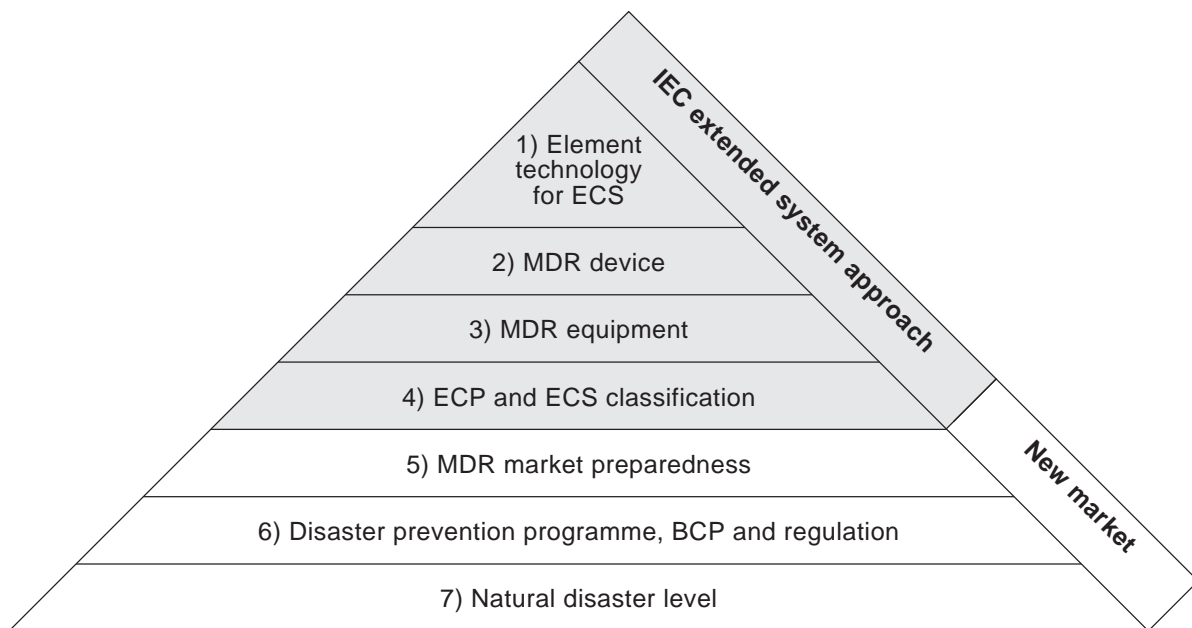 1) Element
technology
for ECS
2) MDR device
3) MDR equipment
4) ECP and ECS classification
5) MDR market preparedness
6) Disaster prevention programme, BCP and regulation
7) Natural disaster level
IEC extended system approach
New market